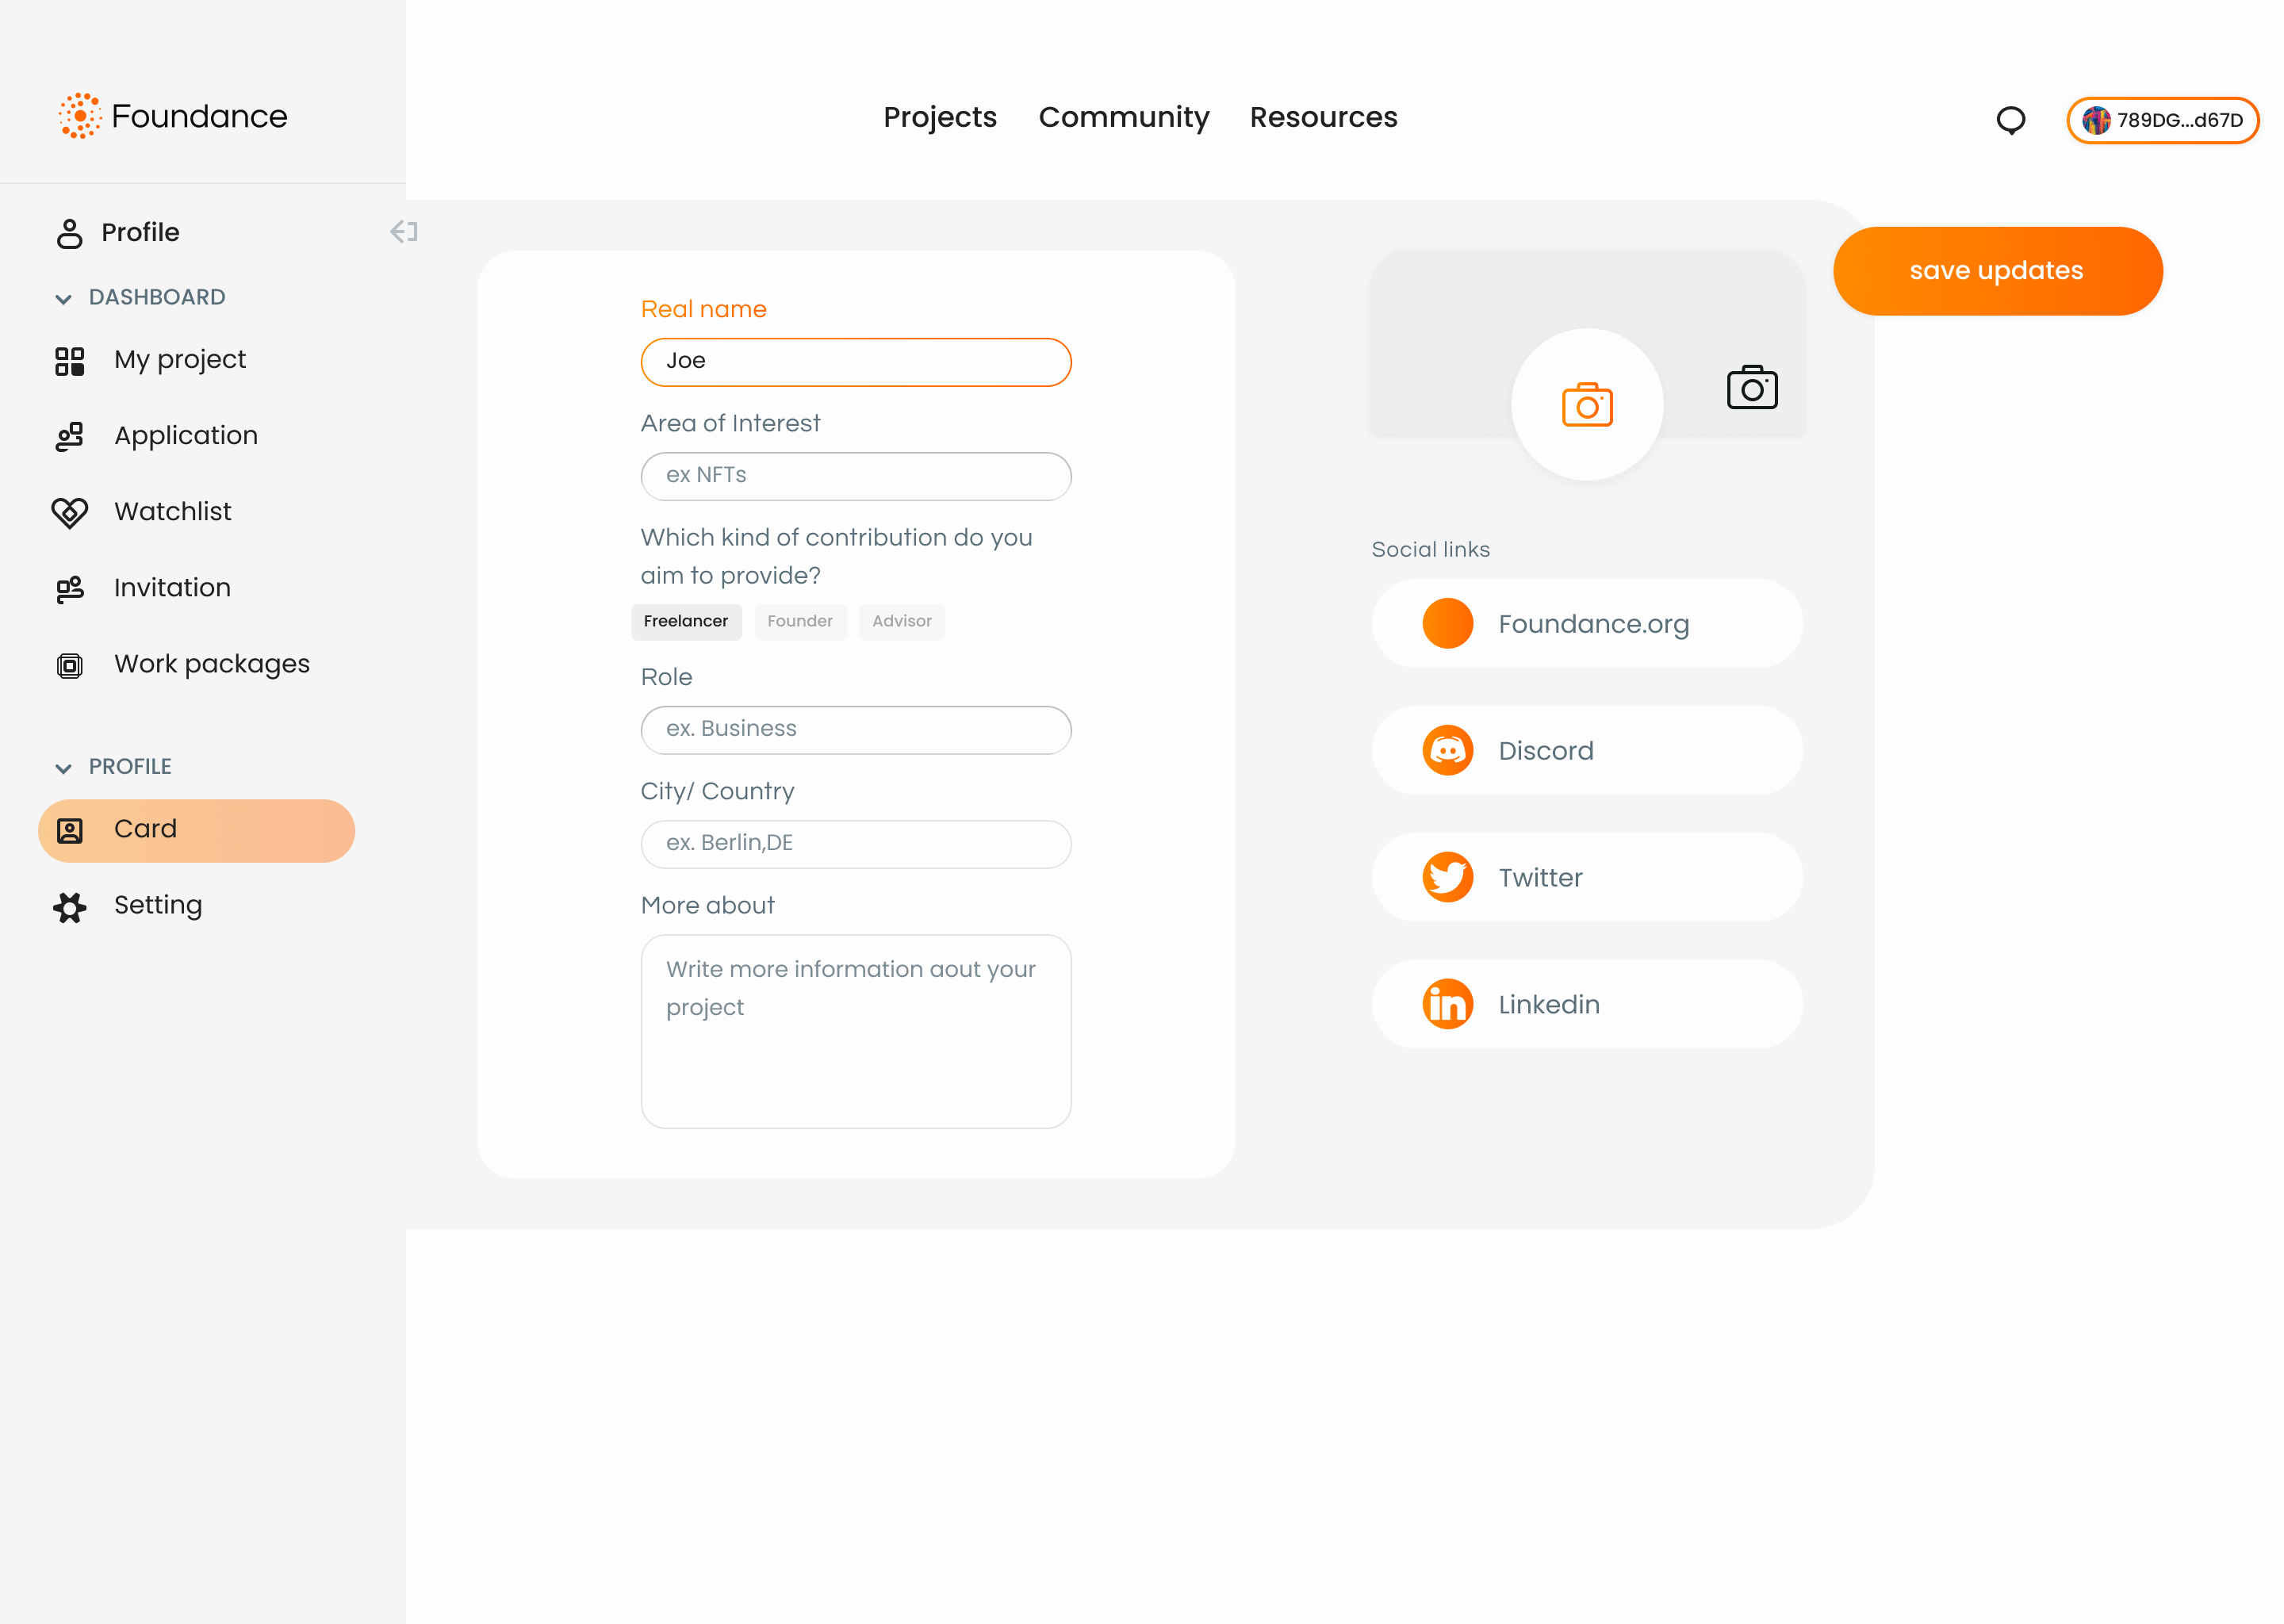 Foundance
Projects Community Resources
789DG...d67D
Profile
DASHBOARD
My project
Application
Watchlist
Invitation
Work packages
PROFILE
Card
Setting
Real name
Joe
Area of Interest
ex NFTs
Which kind of contribution do you
aim to provide?
Freelancer Founder Advisor
Role
ex. Business
City/ Country
ex. Berlin,DE
More about
Write more information aout your
project
save updates
Social links
Foundance.org
Discord
Twitter
in Linkedin